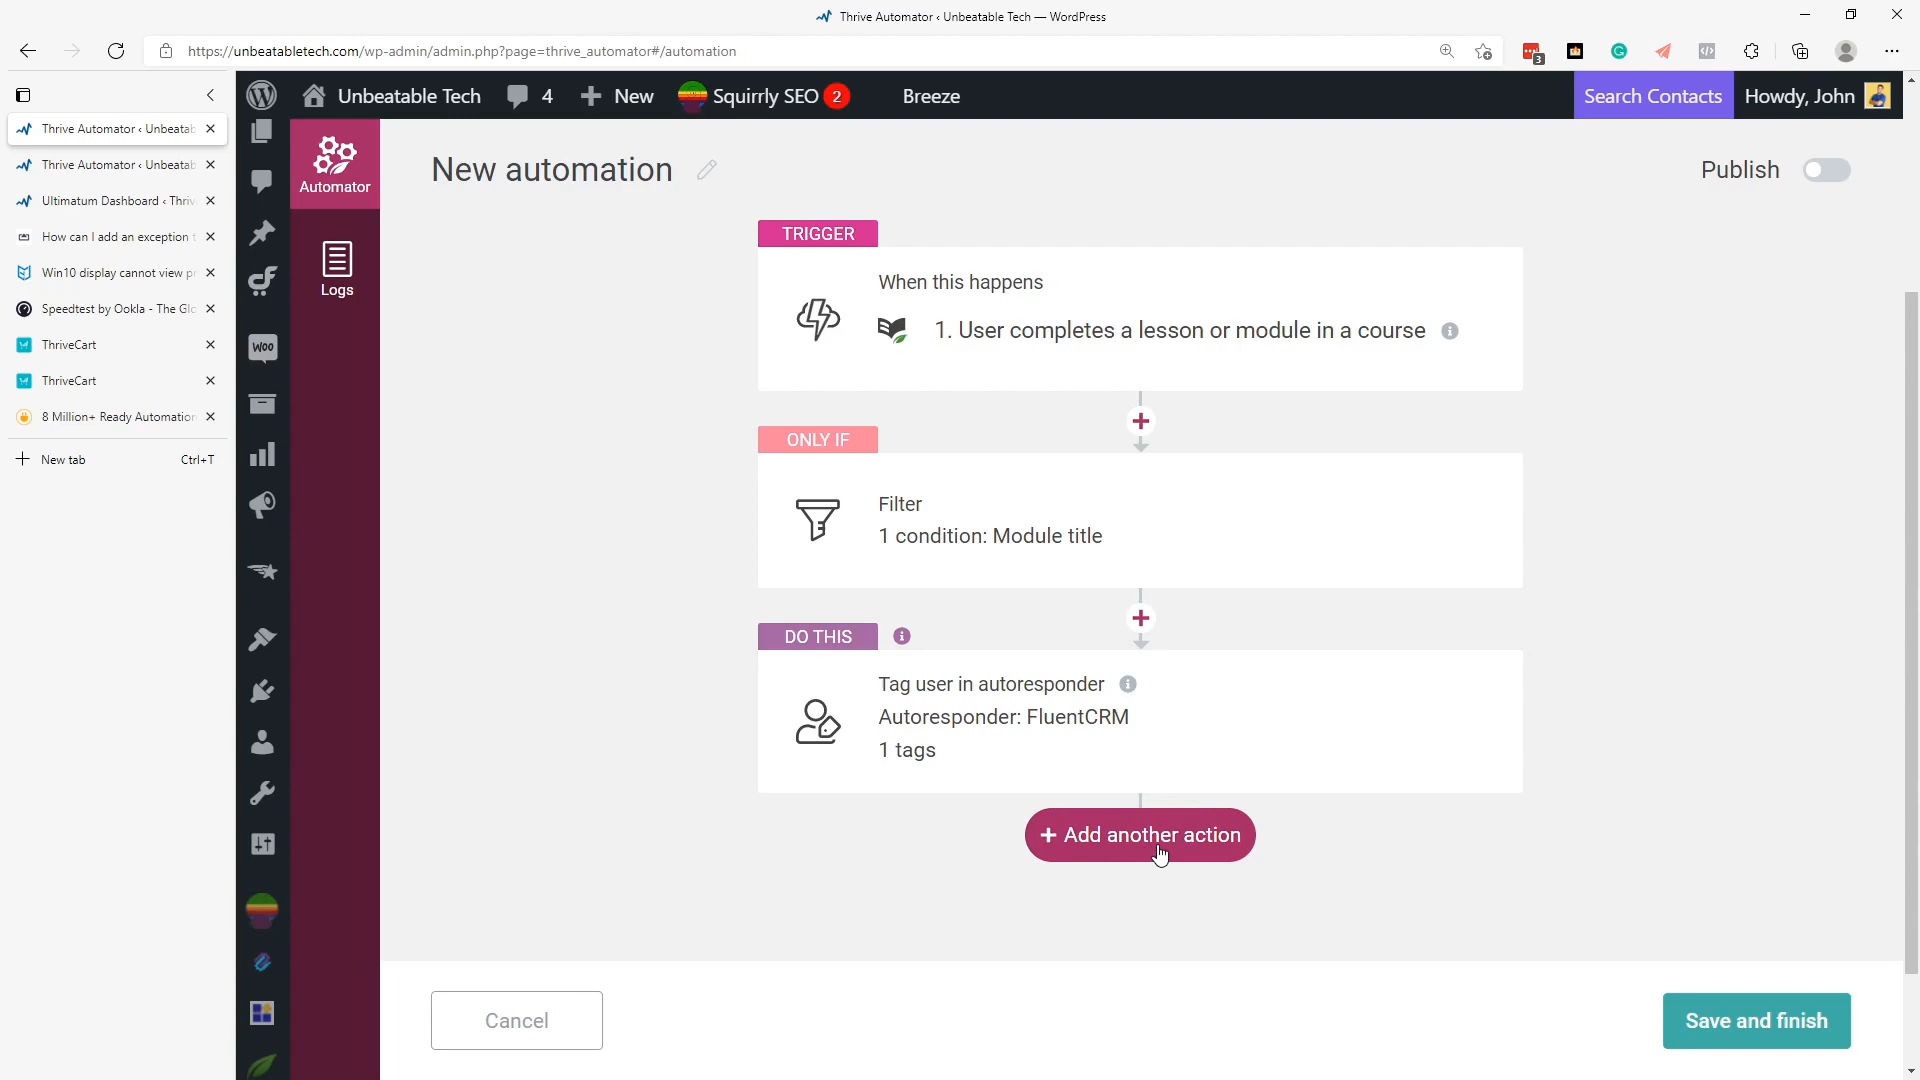 Thrive Automator ‹ Unbeatable Tech — WordPress
https://unbeatabletech.com/wp-admin/admin.php?page=thrive_automator#/automation
3
Unbeatable Tech
4
New
Squirrly SEO 2
Breeze
Search Contacts
Howdy, John
Thrive Automator ‹ Unbeatab
Thrive Automator ‹ Unbeatab
Ultimatum Dashboard ‹ Thriv
How can I add an exception t
Win10 display cannot view pr
Speedtest by Ookla - The Glo
ThriveCart
ThriveCart
8 Million+ Ready Automation
New tab Ctrl+T
WOO
Automator
Logs
New automation
Publish
TRIGGER
When this happens
1. User completes a lesson or module in a course
ONLY IF
Filter
1 condition: Module title
DO THIS
Tag user in autoresponder
Autoresponder: FluentCRM
1 tags
+ Add another action
Cancel
Save and finish